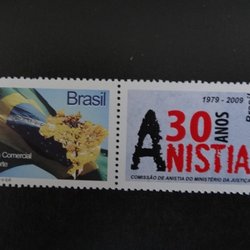 Brasil
Comercial
1979 - 2009
30
ANOS
ANISTIA
COMISSÃO DE ANISTIA DO MINISTÉRIO DA JUSTIÇA